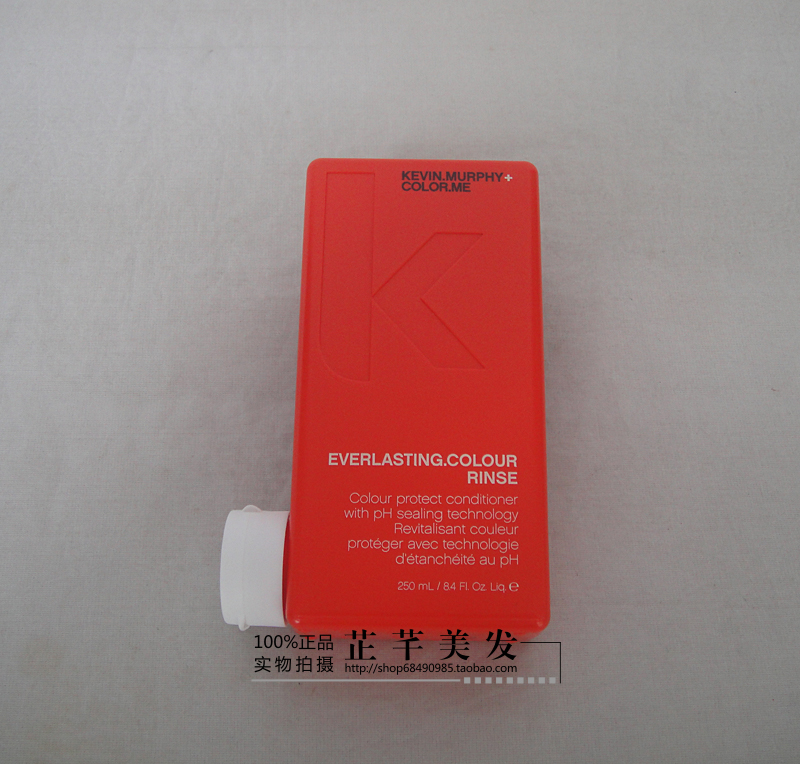 KEVIN.MURPHY+
COLOR.ME
EVERLASTING.COLOUR
RINSE
Colour protect conditioner
with pH sealing technology
Revitalisant couleur
protéger avec technologie
d'étanchéité au pH
250 mL / 8.4 Fl. Oz. Liq. ℮
100%正品 芷芊美发
实物拍摄 http://shop68490985.taobao.com